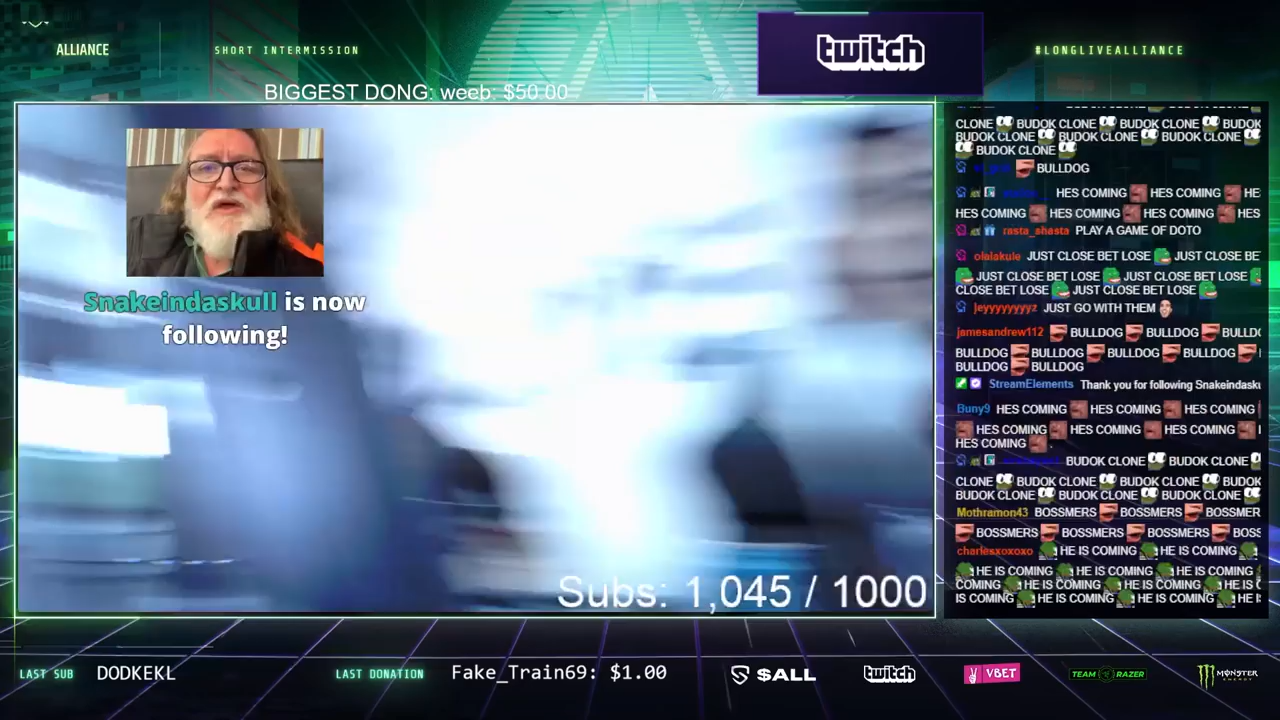 ALLIANCE
SHORT INTERMISSION
twitch
#LONGLIVEALLIANCE
BIGGEST DONG: weeb: $50.00
Snakeindaskull is now
following!
Subs: 1,045 / 1000
CLONE BUDOK CLONE BUDOK CLONE BUDOK
BUDOK CLONE BUDOK CLONE BUDOK CLONE
BUDOK CLONE
BULLDOG
HES COMING HES COMING HE
HES COMING HES COMING HES COMING HES
rasta_shasta PLAY A GAME OF DOTO
olalakule JUST CLOSE BET LOSE JUST CLOSE BE
JUST CLOSE BET LOSE JUST CLOSE BET LOSE
CLOSE BET LOSE JUST CLOSE BET LOSE
jeyyyyyyyyz JUST GO WITH THEM
jamesandrew112 BULLDOG BULLDOG BULLDO
BULLDOG BULLDOG BULLDOG BULLDOG
BULLDOG BULLDOG
StreamElements Thank you for following Snakeindasku
Buny9 HES COMING HES COMING HES COMING
HES COMING HES COMING HES COMING
HES COMING .
BUDOK CLONE BUDOK CLONE
CLONE BUDOK CLONE BUDOK CLONE BUDOK
BUDOK CLONE BUDOK CLONE BUDOK CLONE
Mothramon43 BOSSMERS BOSSMERS BOSSMER
BOSSMERS BOSSMERS BOSSMERS BOSS
charlesxoxoxo HE IS COMING HE IS COMING
HE IS COMING HE IS COMING HE IS COMING
COMING HE IS COMING HE IS COMING HE IS C
IS COMING HE IS COMING HE IS COMING
LAST SUB DODKEKL
LAST DONATION Fake_Train69: $1.00
$ALL
twitch
VBET
TEAM RAZER
MONSTER
ENERGY